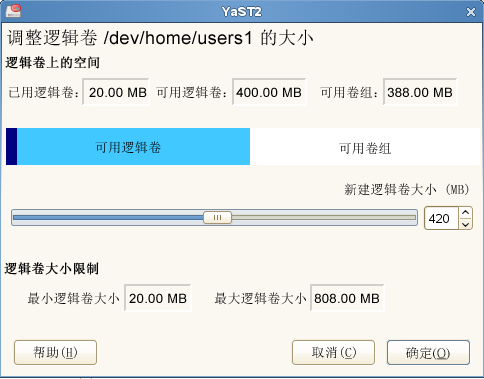 YaST2
调整逻辑卷 /dev/home/users1 的大小
逻辑卷上的空间
已用逻辑卷: 20.00 MB 可用逻辑卷: 400.00 MB 可用卷组: 388.00 MB
可用逻辑卷 可用卷组
新建逻辑卷大小 (MB)
420
逻辑卷大小限制
最小逻辑卷大小 20.00 MB 最大逻辑卷大小 808.00 MB
帮助(H) 取消(C) 确定(O)